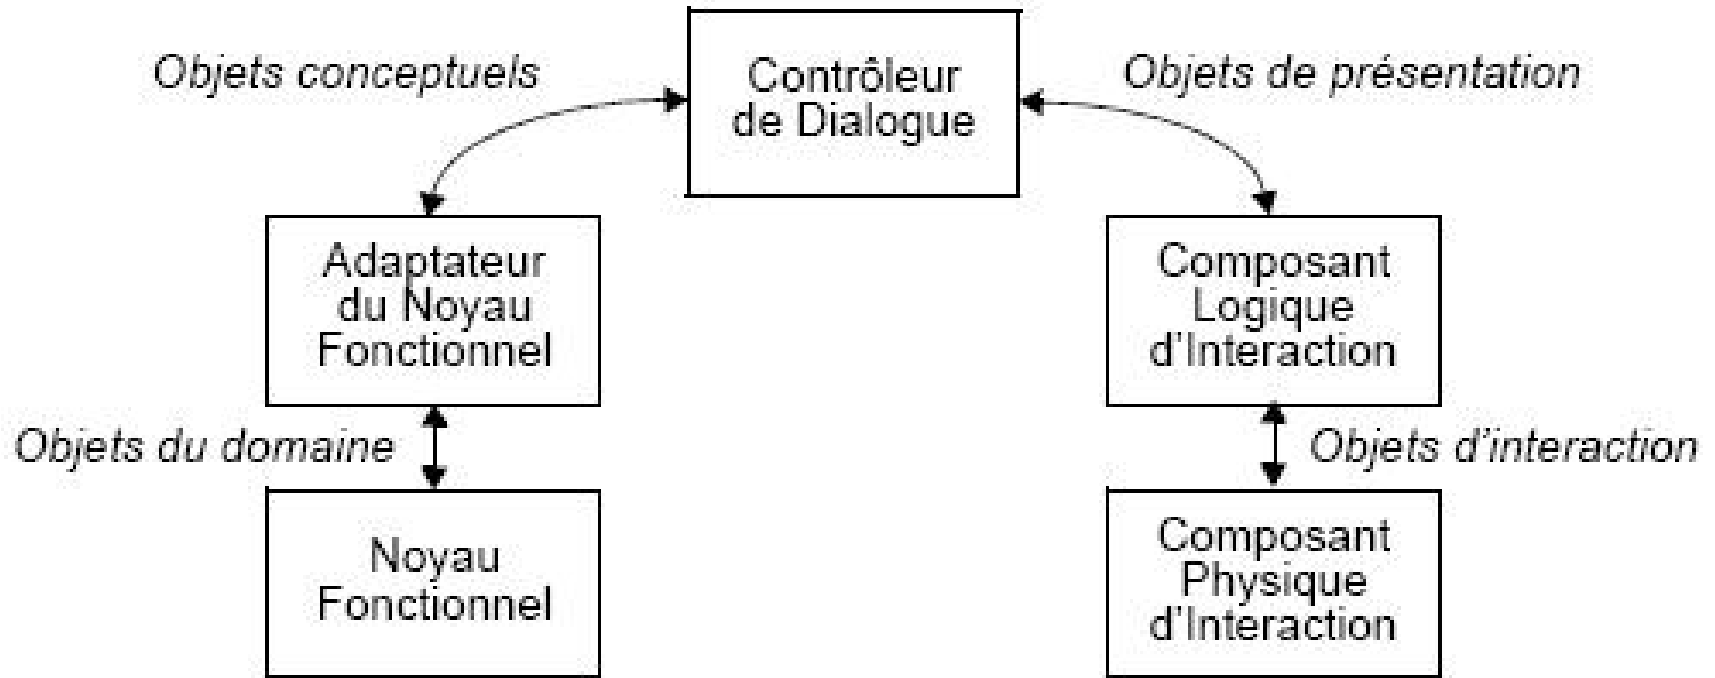 Objets conceptuels
Contrôleur
de Dialogue
Objets de présentation
Adaptateur
du Noyau
Fonctionnel
Composant
Logique
d'Interaction
Objets du domaine
Objets d'interaction
Noyau
Fonctionnel
Composant
Physique
d'Interaction